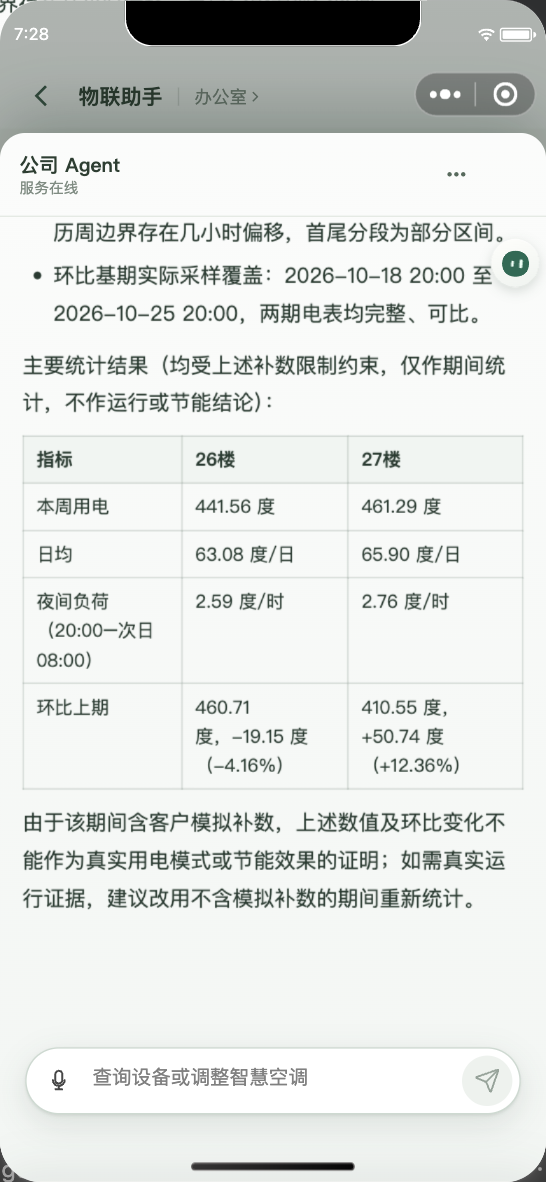 7:28
物联助手 | 办公室 >
公司 Agent
服务在线
历周边界存在几小时偏移，首尾分段为部分区间。
• 环比基期实际采样覆盖：2026-10-18 20:00 至
2026-10-25 20:00，两期电表均完整、可比。
主要统计结果（均受上述补数限制约束，仅作期间统
计，不作运行或节能结论）：
指标 26楼 27楼
本周用电 441.56 度 461.29 度
日均 63.08 度/日 65.90 度/日
夜间负荷 2.59 度/时 2.76 度/时
（20:00—次日
08:00）
环比上期 460.71 410.55 度，
度，-19.15 度 +50.74 度
（-4.16%） （+12.36%）
由于该期间含客户模拟补数，上述数值及环比变化不
能作为真实用电模式或节能效果的证明；如需真实运
行证据，建议改用不含模拟补数的期间重新统计。
查询设备或调整智慧空调